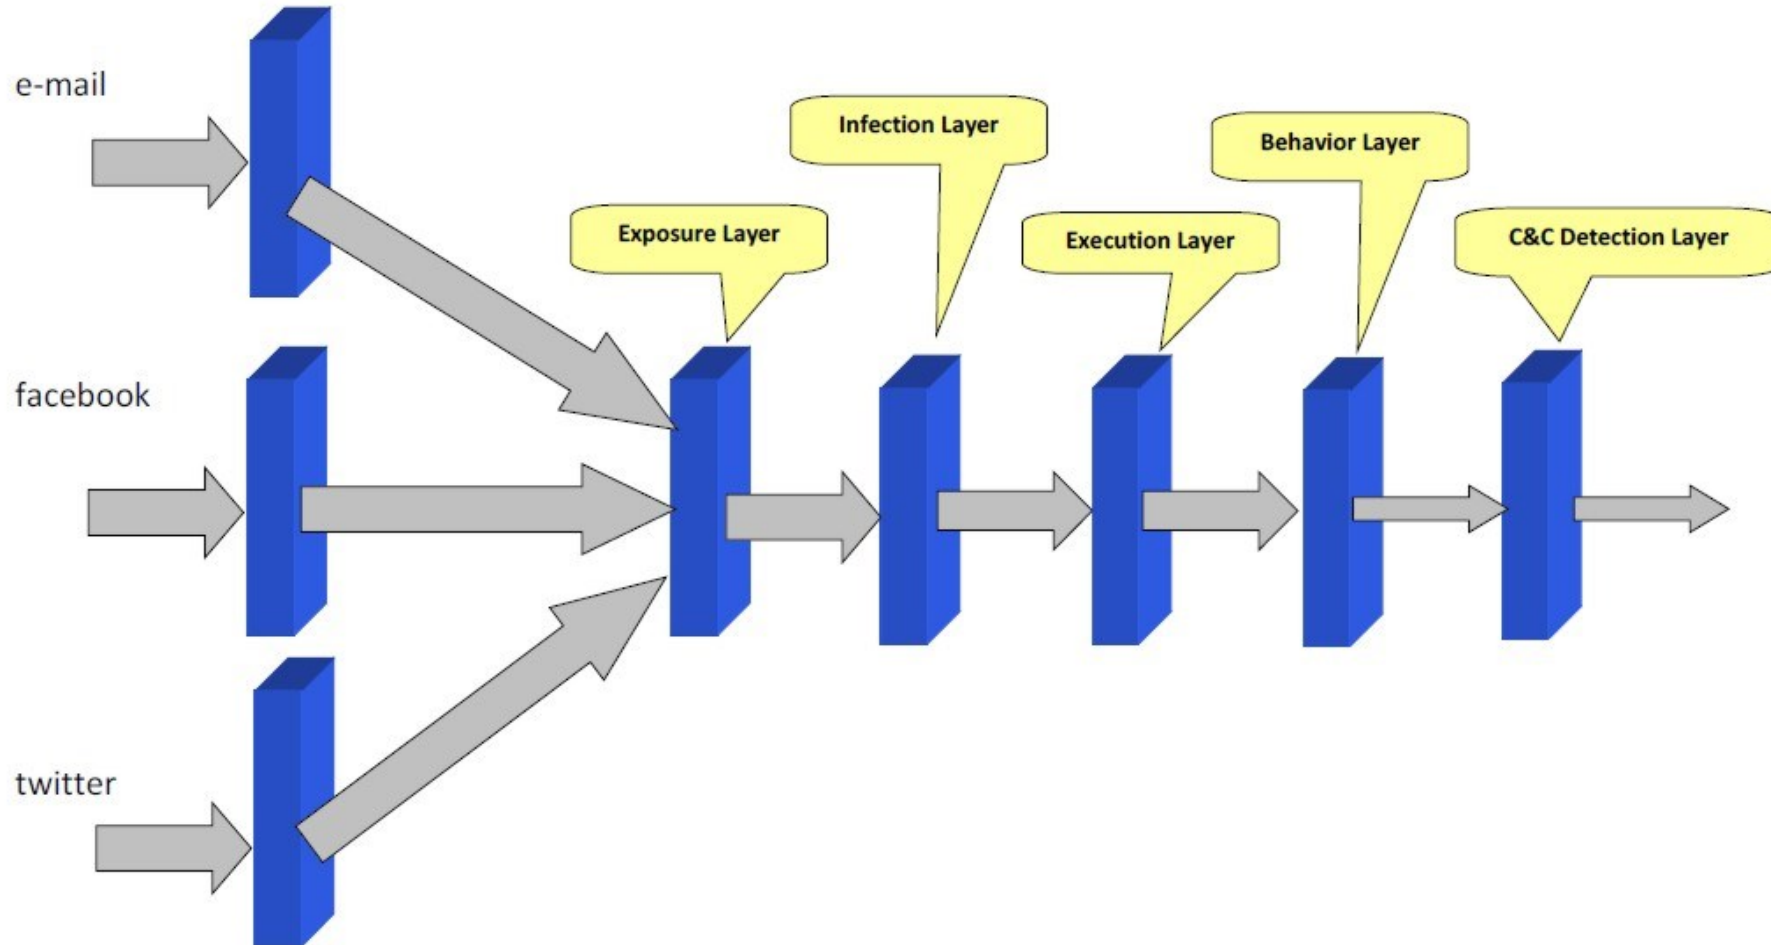 e-mail
Infection Layer
Behavior Layer
Exposure Layer
Execution Layer
C&C Detection Layer
facebook
twitter